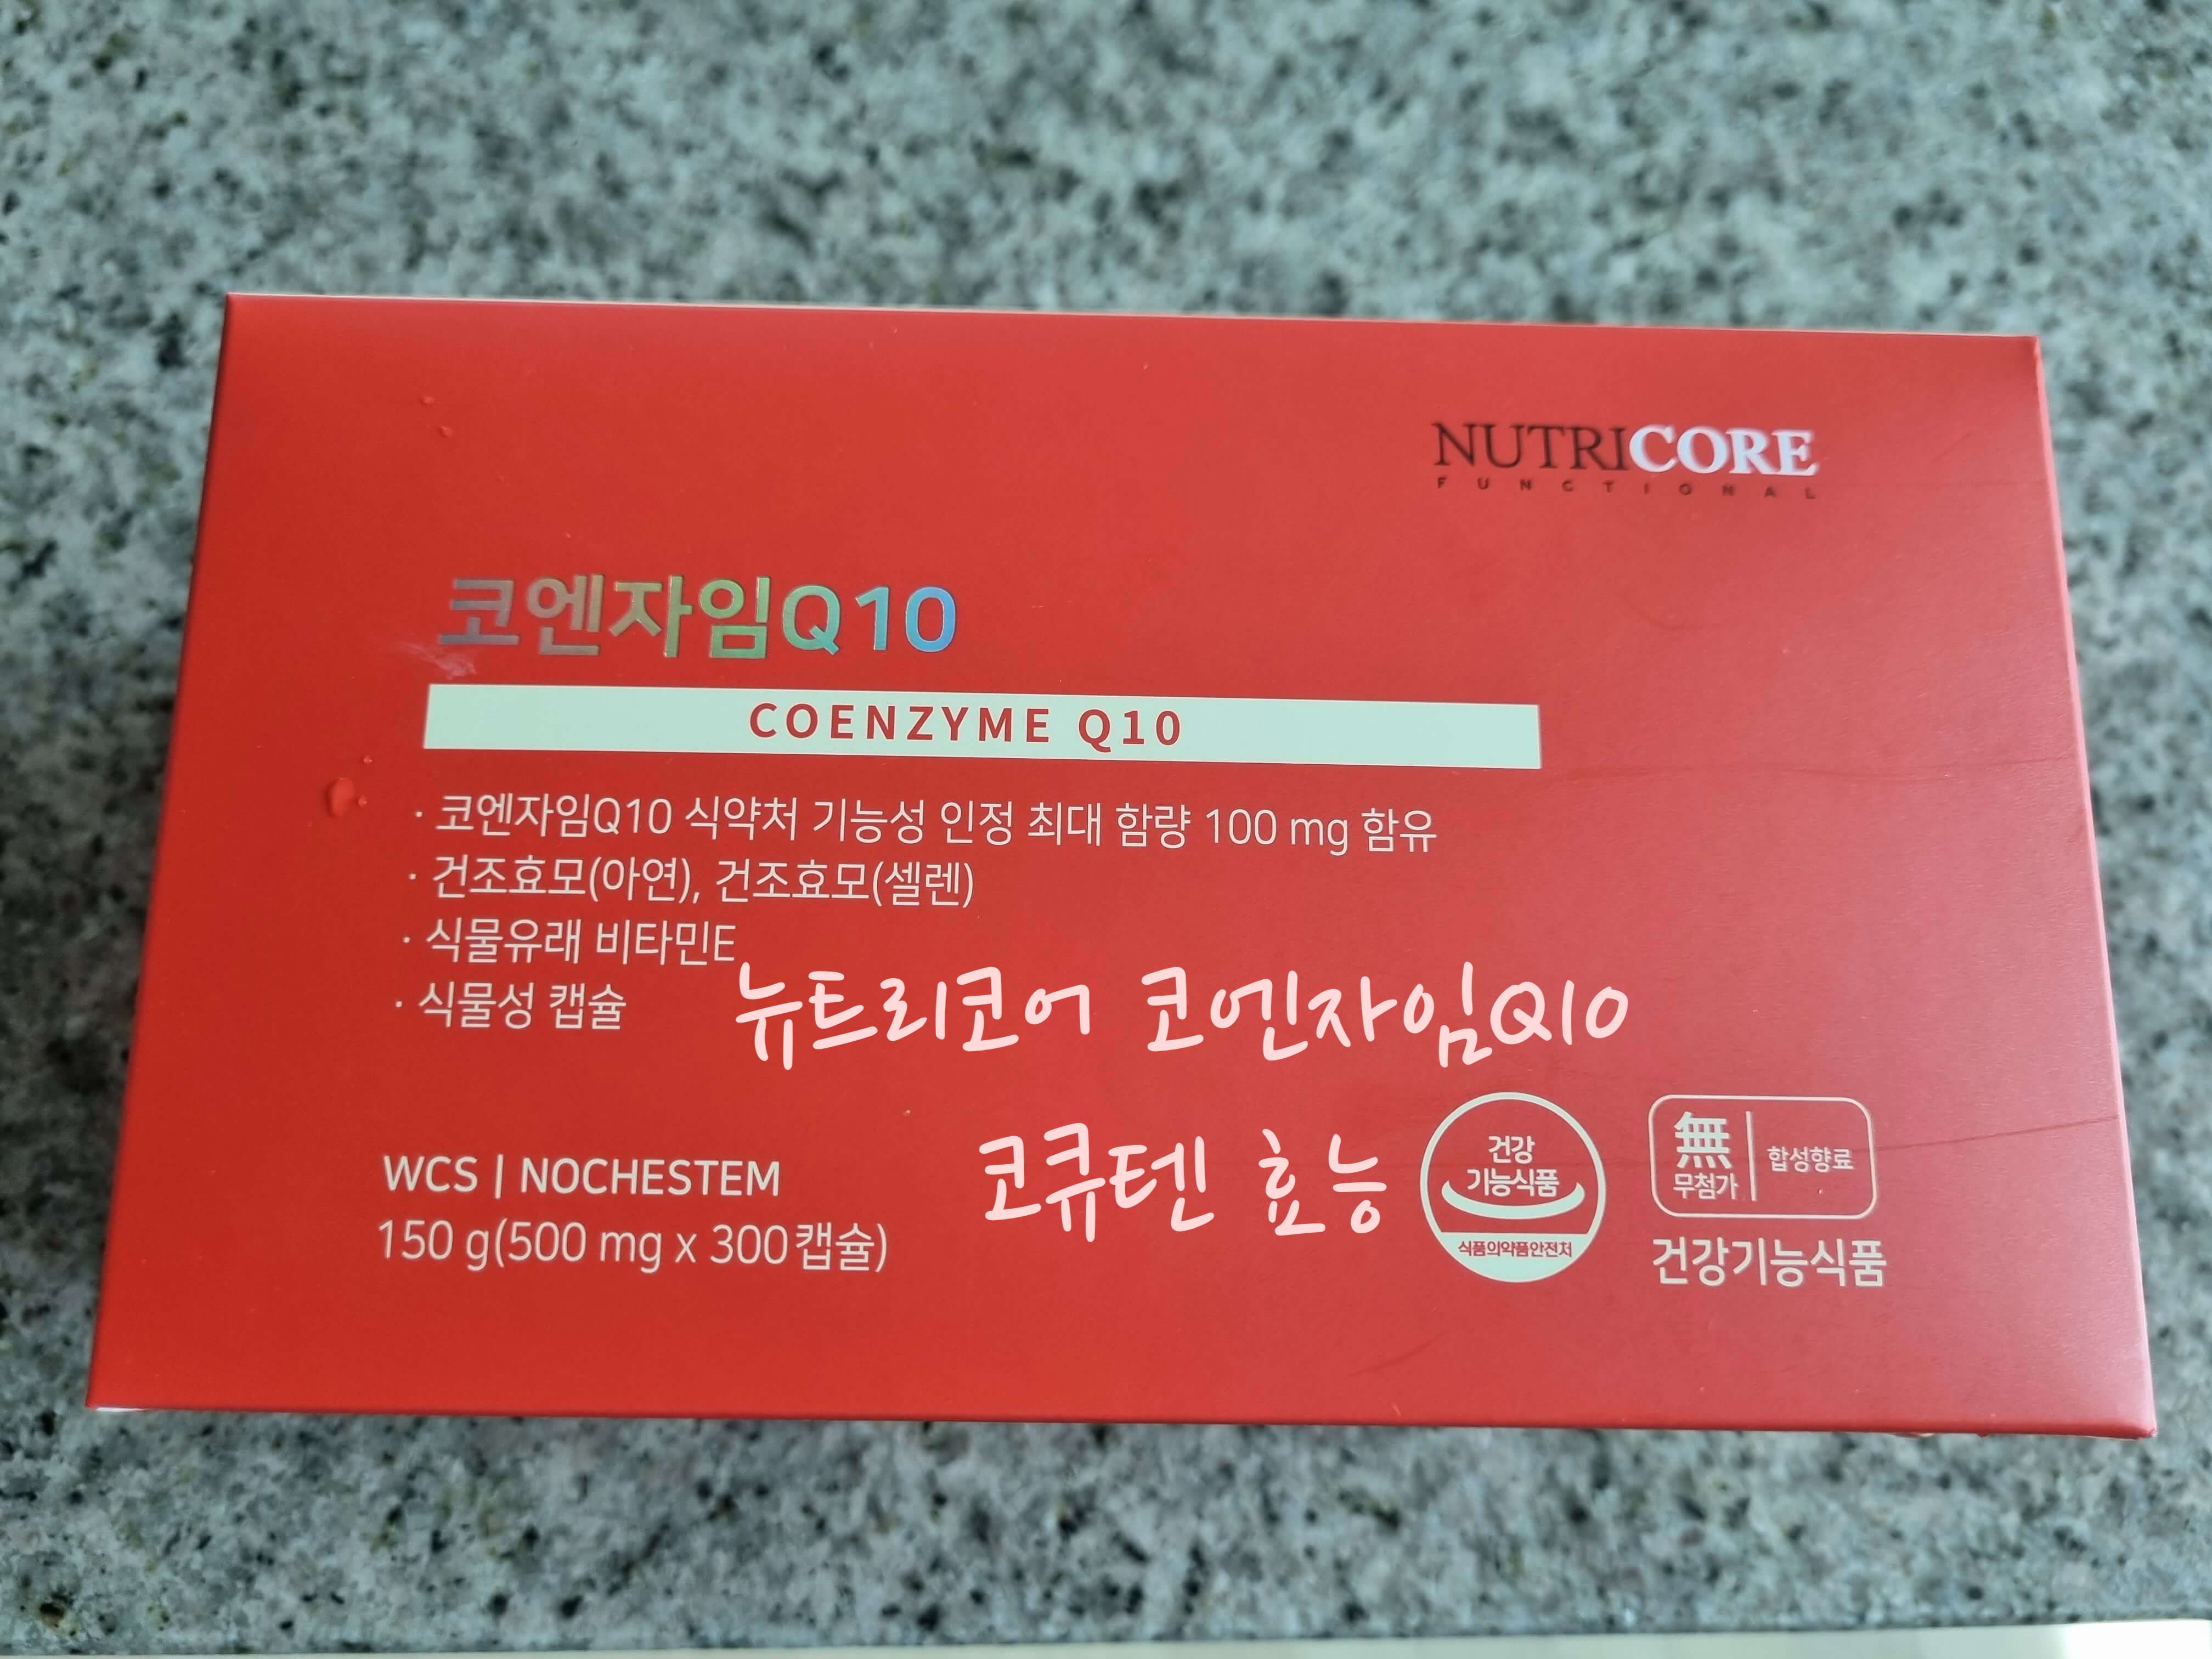 NUTRICORE
FUNCTIONAL
코엔자임Q10
COENZYME Q10
· 코엔자임Q10 식약처 기능성 인정 최대 함량 100 mg 함유
· 건조효모(아연), 건조효모(셀렌)
· 식물유래 비타민E
· 식물성 캡슐
뉴트리코어 코엔자임Q10
코큐텐 효능
WCS | NOCHESTEM
150 g(500 mg x 300캡슐)
건강
기능식품
식품의약품안전처
無
무첨가
합성향료
건강기능식품